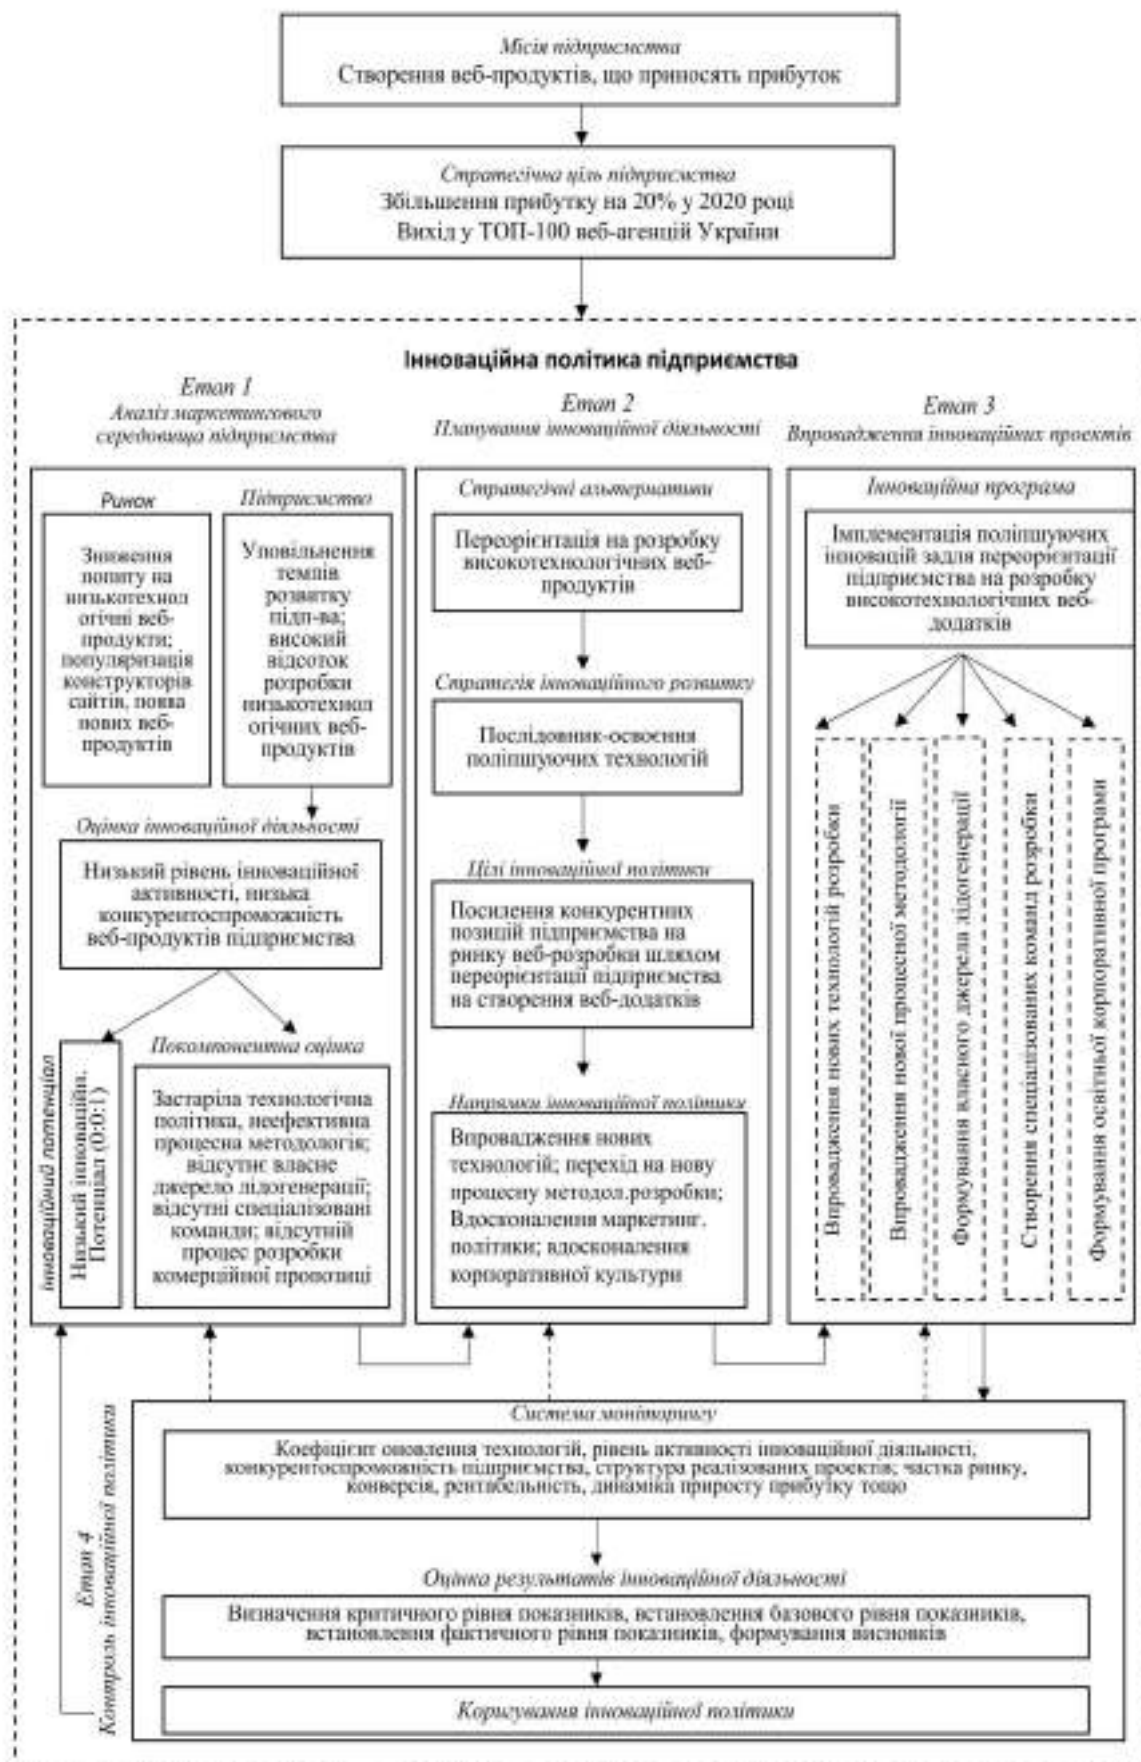 Місія підприємства
Створення веб-продуктів, що приносять прибуток
Стратегічна ціль підприємства
Збільшення прибутку на 20% у 2020 році
Вихід у ТОП-100 веб-агенцій України
Інноваційна політика підприємства
Етап 1
Аналіз маркетингового
середовища підприємства
Ринок
Зниження
попиту на
низькотехнол
огічні веб-
продукти;
популяризація
конструкторів
сайтів, поява
нових веб-
продуктів
Підприємство
Уповільнення
темпів
розвитку
підп-ва;
високий
відсоток
розробки
низькотехнол
огічних веб-
продуктів
Оцінка інноваційної діяльності
Низький рівень інноваційної
активності, низька
конкурентоспроможність
веб-продуктів підприємства
Інноваційний потенціал
Низький інноваційн.
Потенціал (0:0:1)
Покомпонентна оцінка
Застаріла технологічна
політика, неефективна
процесна методологія;
відсутнє власне
джерело лідогенерації;
відсутні спеціалізовані
команди; відсутній
процес розробки
комерційної пропозиці
Етап 2
Планування інноваційної діяльності
Стратегічні альтернативи
Переорієнтація на розробку
високотехнологічних веб-
продуктів
Стратегія інноваційного розвитку
Послідовник-освоєння
поліпшуючих технологій
Цілі інноваційної політики
Посилення конкурентних
позицій підприємства на
ринку веб-розробки шляхом
переорієнтації підприємства
на створення веб-додатків
Напрямки інноваційної політики
Впровадження нових
технологій; перехід на нову
процесну методол.розробки;
Вдосконалення маркетинг.
політики; вдосконалення
корпоративної культури
Етап 3
Впровадження інноваційних проектів
Інноваційна програма
Імплементація поліпшуючих
інновацій задля переорієнтації
підприємства на розробку
високотехнологічних веб-
додатків
Впровадження нових технологій розробки
Впровадження нової процесної методології
Формування власного джерела лідогенерації
Створення спеціалізованих команд розробки
Формування освітньої корпоративної програми
Етап 4
Контроль інноваційної політики
Система моніторингу
Коефіцієнт оновлення технологій, рівень активності інноваційної діяльності,
конкурентоспроможність підприємства, структура реалізованих проектів; частка ринку,
конверсія, рентабельність, динаміка приросту прибутку тощо
Оцінка результатів інноваційної діяльності
Визначення критичного рівня показників, встановлення базового рівня показників,
встановлення фактичного рівня показників, формування висновків
Коригування інноваційної політики